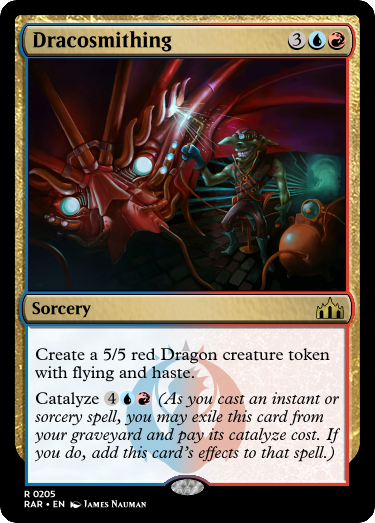 Dracosmithing 3
Sorcery
Create a 5/5 red Dragon creature token
with flying and haste.
Catalyze 4 (As you cast an instant or
sorcery spell, you may exile this card from
your graveyard and pay its catalyze cost. If
you do, add this card's effects to that spell.)
R 0205
RAR • EN James Nauman